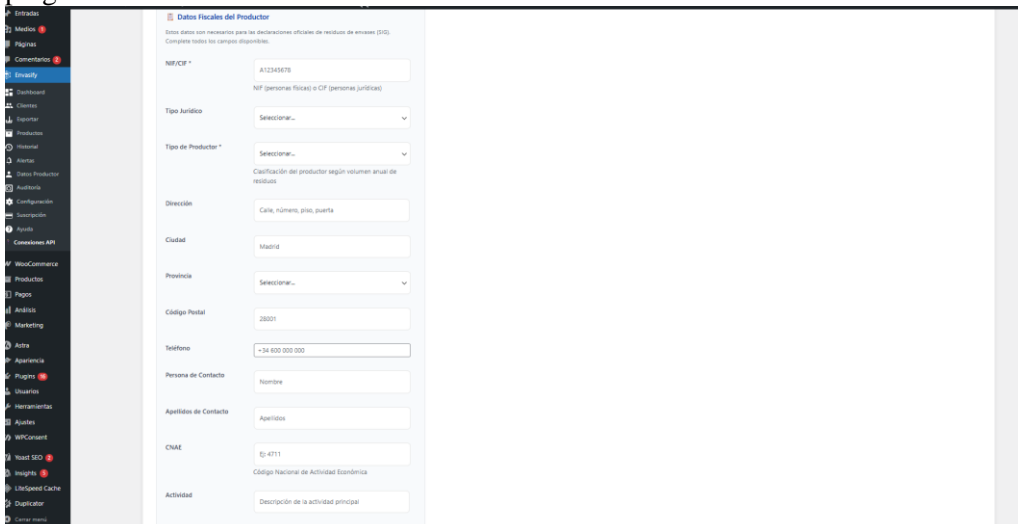 Entradas
Medios 1
Páginas
Comentarios 2
Envasify
Dashboard
Clientes
Exportar
Productos
Historial
Alertas
Datos Productor
Auditoría
Configuración
Suscripción
Ayuda
Conexiones API
WooCommerce
Productos
Pagos
Análisis
Marketing
Astra
Apariencia
Plugins 16
Usuarios
Herramientas
Ajustes
WPConsent
Yoast SEO 2
Insights
LiteSpeed Cache
Duplicator
Cerrar menú
Datos Fiscales del Productor
Estos datos son necesarios para las declaraciones oficiales de residuos de envases (SIG).
Complete todos los campos disponibles.
NIF/CIF *
A12345678
NIF (personas físicas) o CIF (personas jurídicas)
Tipo Jurídico
Seleccionar...
Tipo de Productor *
Seleccionar...
Clasificación del productor según volumen anual de
residuos
Dirección
Calle, número, piso, puerta
Ciudad
Madrid
Provincia
Seleccionar...
Código Postal
28001
Teléfono
+34 600 000 000
Persona de Contacto
Nombre
Apellidos de Contacto
Apellidos
CNAE
Ej: 4711
Código Nacional de Actividad Económica
Actividad
Descripción de la actividad principal